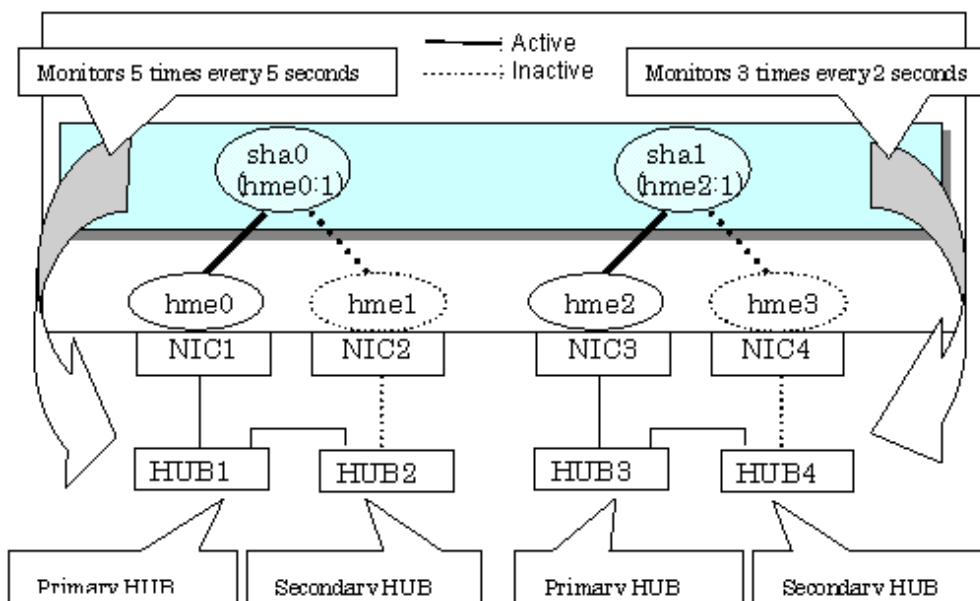 : Active
: Inactive
Monitors 5 times every 5 seconds
Monitors 3 times every 2 seconds
sha0
(hme0:1)
sha1
(hme2:1)
hme0
hme1
hme2
hme3
NIC1
NIC2
NIC3
NIC4
HUB1
HUB2
HUB3
HUB4
Primary HUB
Secondary HUB
Primary HUB
Secondary HUB